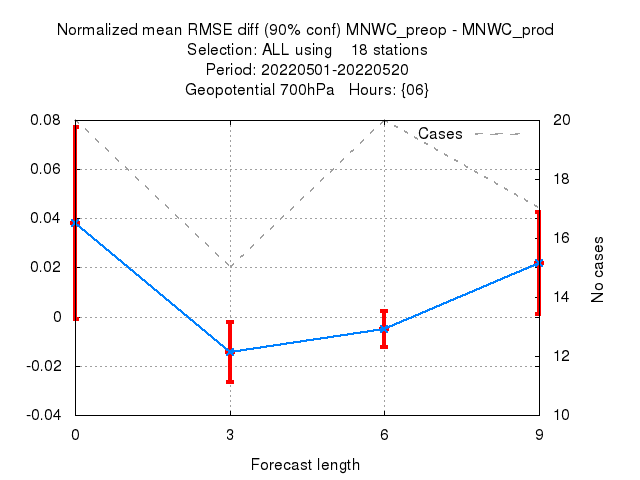 Normalized mean RMSE diff (90% conf) MNWC_preop - MNWC_prod
Selection: ALL using    18 stations
Period: 20220501-20220520
Geopotential 700hPa   Hours: {06}
Cases
0.08
0.06
0.04
0.02
0
-0.02
-0.04
20
18
16
14
12
10
No cases
0 3 6 9
Forecast length